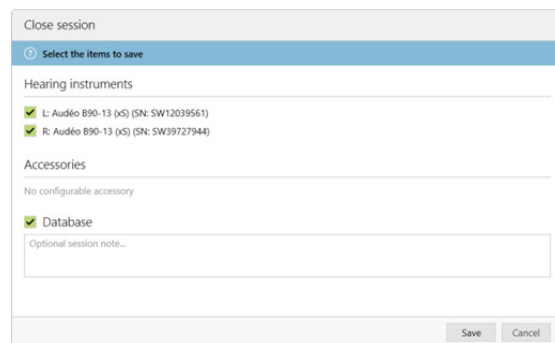 Close session
? Select the items to save
Hearing instruments
L: Audéo B90-13 (xS) (SN: SW12039561)
R: Audéo B90-13 (xS) (SN: SW39727944)
Accessories
No configurable accessory
Database
Optional session note...
Save Cancel